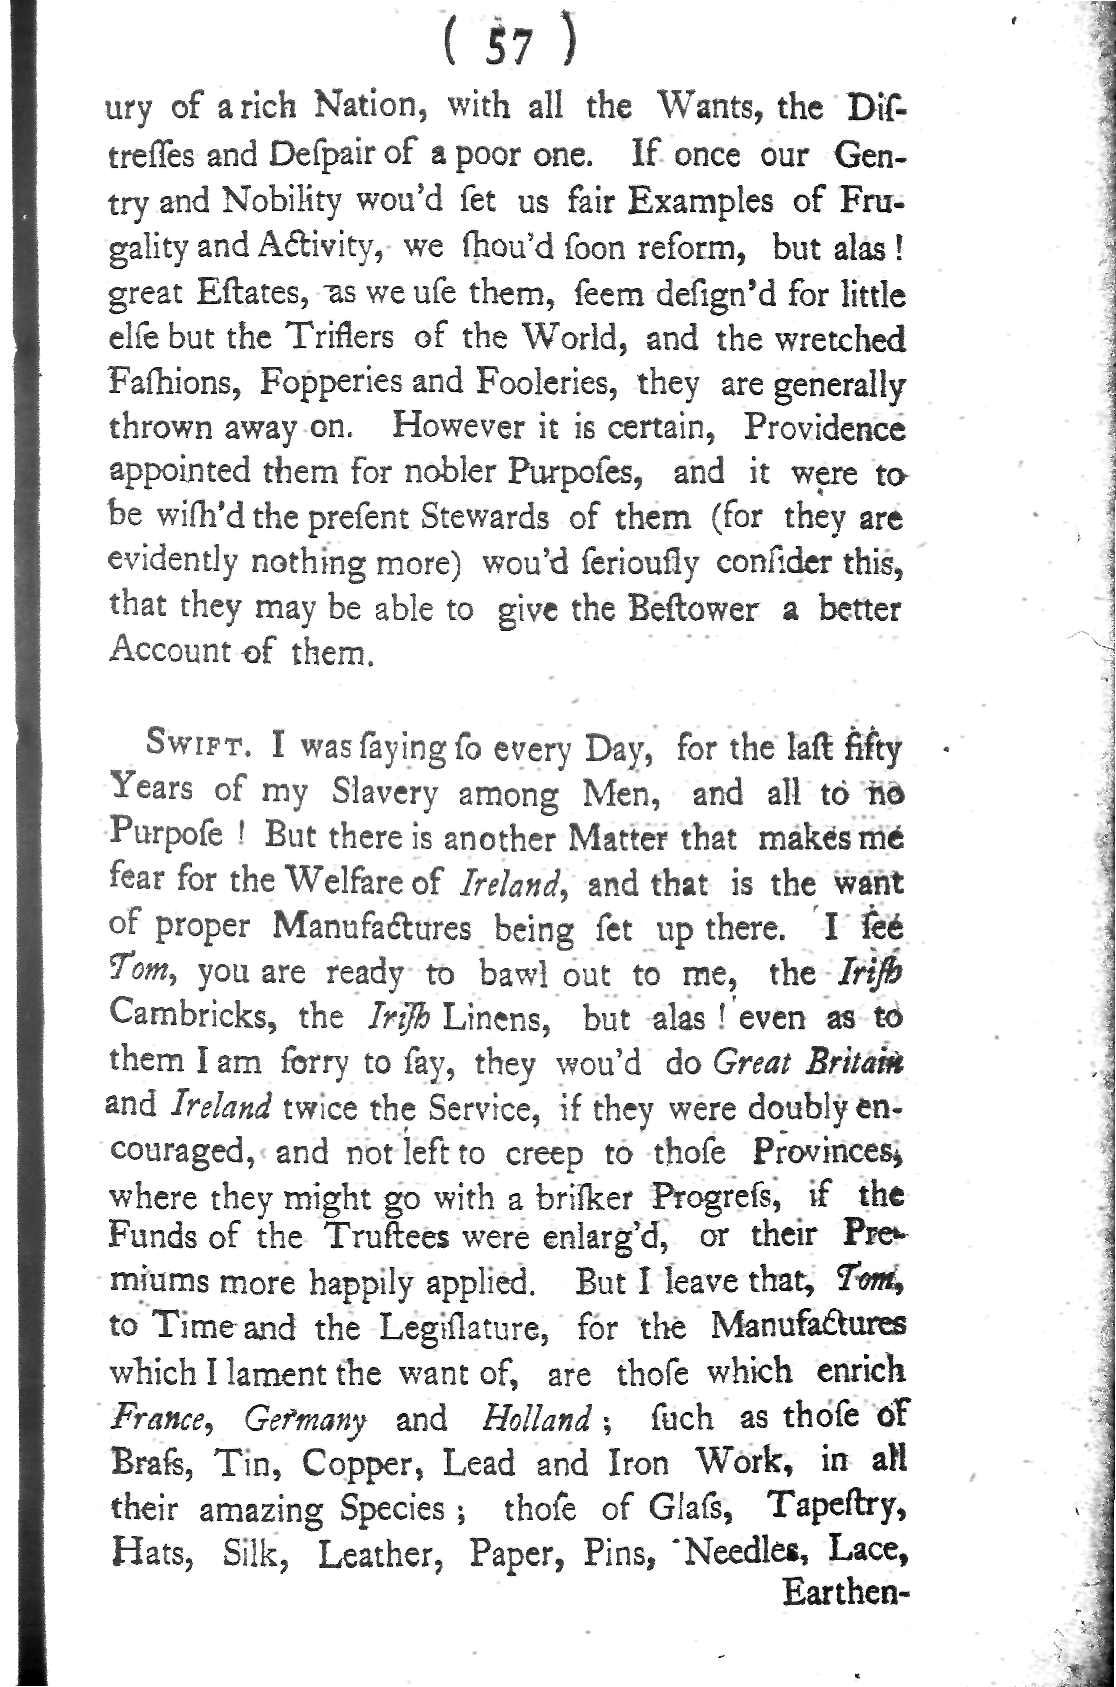 ( 57 )
ury of a rich Nation, with all the Wants, the Diſ-
treſſes and Deſpair of a poor one. If once our Gen-
try and Nobility wou'd ſet us fair Examples of Fru-
gality and Activity, we ſhou'd ſoon reform, but alas !
great Eſtates, as we uſe them, ſeem deſign'd for little
elſe but the Triflers of the World, and the wretched
Faſhions, Fopperies and Fooleries, they are generally
thrown away on. However it is certain, Providence
appointed them for nobler Purpoſes, and it were to
be wiſh'd the preſent Stewards of them (for they are
evidently nothing more) wou'd ſeriouſly conſider this,
that they may be able to give the Beſtower a better
Account of them.
SWIFT. I was ſaying ſo every Day, for the laſt fifty
Years of my Slavery among Men, and all to no
Purpoſe ! But there is another Matter that makes me
fear for the Welfare of Ireland, and that is the want
of proper Manufactures being ſet up there. I ſee
Tom, you are ready to bawl out to me, the Iriſh
Cambricks, the Iriſh Linens, but alas ! even as to
them I am ſorry to ſay, they wou'd do Great Britain
and Ireland twice the Service, if they were doubly en-
couraged, and not left to creep to thoſe Provinces,
where they might go with a briſker Progreſs, if the
Funds of the Truſtees were enlarg'd, or their Pre-
miums more happily applied. But I leave that, Tom,
to Time and the Legiſlature, for the Manufactures
which I lament the want of, are thoſe which enrich
France, Germany and Holland ; ſuch as thoſe of
Braſs, Tin, Copper, Lead and Iron Work, in all
their amazing Species ; thoſe of Glaſs, Tapeſtry,
Hats, Silk, Leather, Paper, Pins, Needles, Lace,
Earthen-